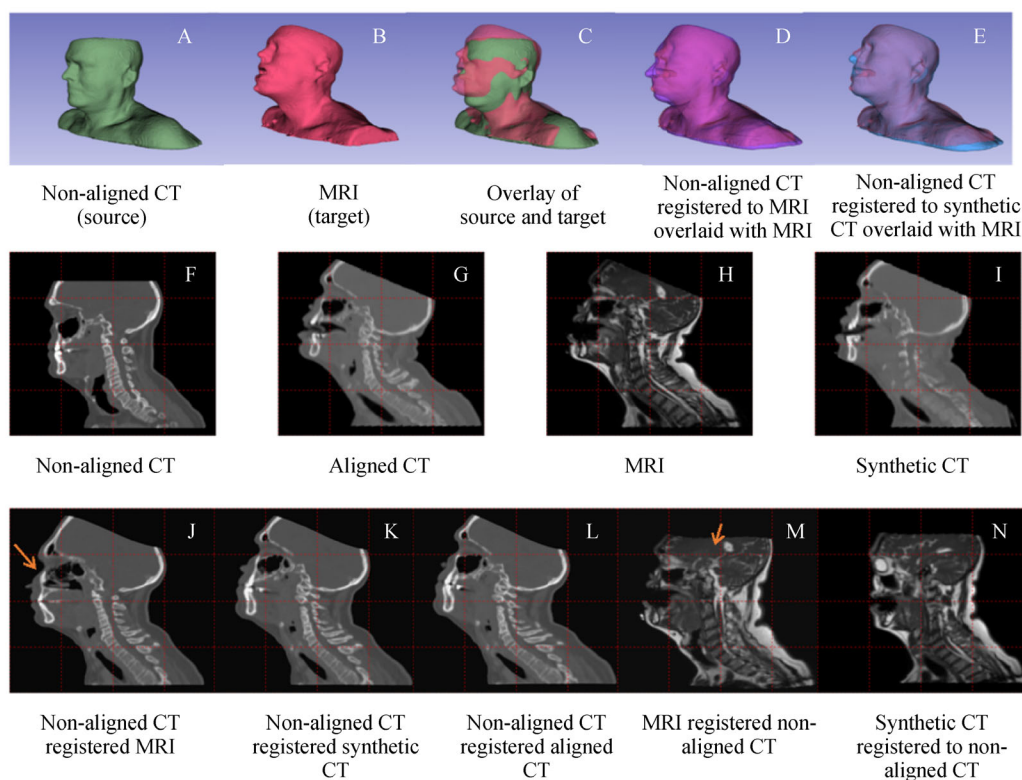 A B C D E
Non-aligned CT
(source)
MRI
(target)
Overlay of
source and target
Non-aligned CT
registered to MRI
overlaid with MRI
Non-aligned CT
registered to synthetic
CT overlaid with MRI
F G H I
Non-aligned CT
Aligned CT
MRI
Synthetic CT
J K L M N
Non-aligned CT
registered MRI
Non-aligned CT
registered synthetic
CT
Non-aligned CT
registered aligned
CT
MRI registered non-
aligned CT
Synthetic CT
registered to non-
aligned CT